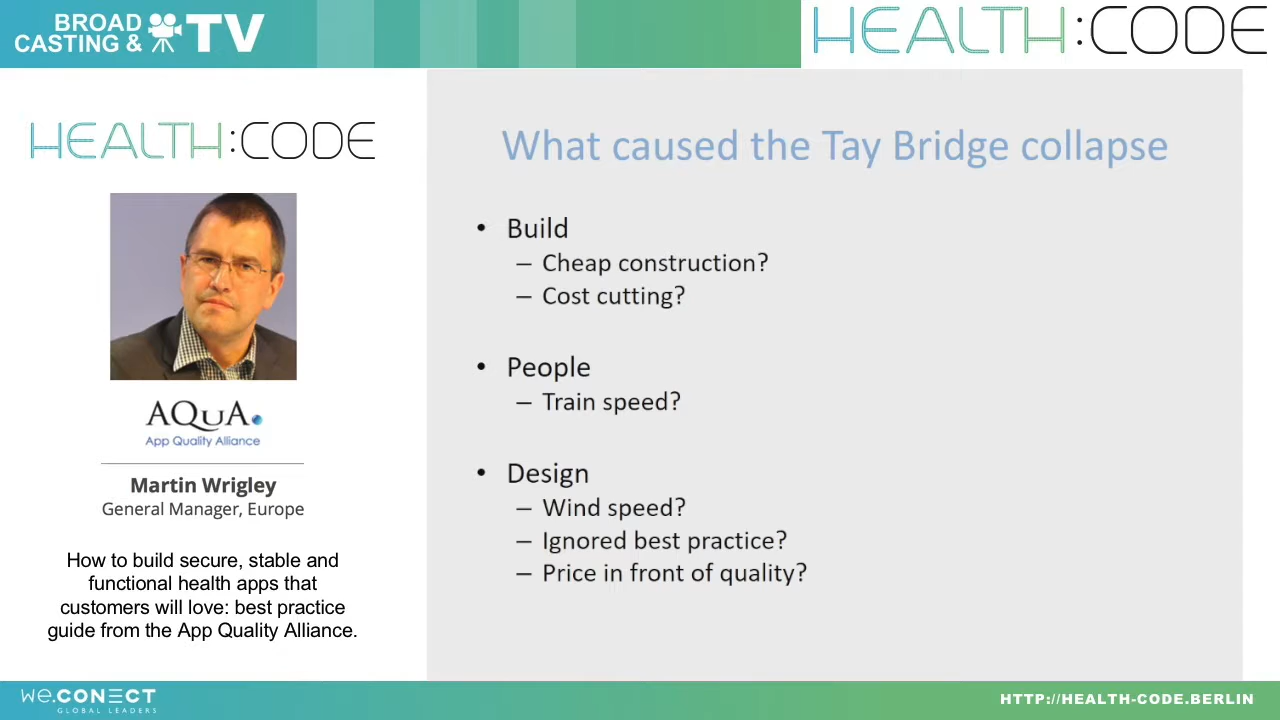 BROAD
CASTING & TV
HEALTH:CODE
HEALTH:CODE
AQuA
App Quality Alliance
Martin Wrigley
General Manager, Europe
How to build secure, stable and
functional health apps that
customers will love: best practice
guide from the App Quality Alliance.
What caused the Tay Bridge collapse
• Build
– Cheap construction?
– Cost cutting?
• People
– Train speed?
• Design
– Wind speed?
– Ignored best practice?
– Price in front of quality?
we.CONECT
GLOBAL LEADERS
HTTP://HEALTH-CODE.BERLIN